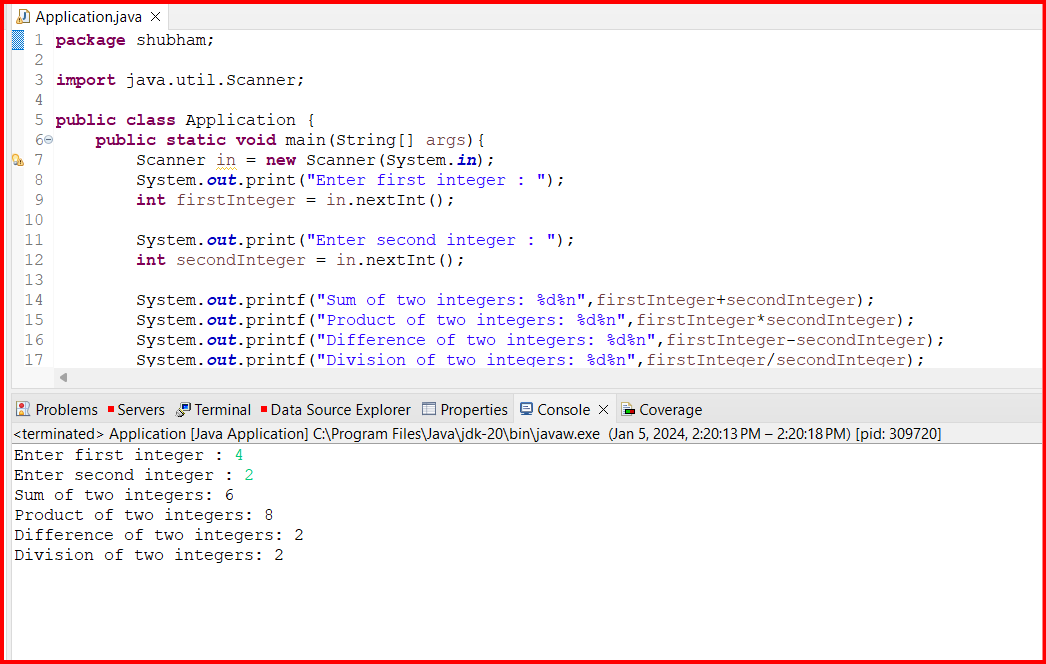 Application.java
1 package shubham;
2
3 import java.util.Scanner;
4
5 public class Application {
6 public static void main(String[] args){
7 Scanner in = new Scanner(System.in);
8 System.out.print("Enter first integer : ");
9 int firstInteger = in.nextInt();
10
11 System.out.print("Enter second integer : ");
12 int secondInteger = in.nextInt();
13
14 System.out.printf("Sum of two integers: %d%n",firstInteger+secondInteger);
15 System.out.printf("Product of two integers: %d%n",firstInteger*secondInteger);
16 System.out.printf("Difference of two integers: %d%n",firstInteger-secondInteger);
17 System.out.printf("Division of two integers: %d%n",firstInteger/secondInteger);
Problems Servers Terminal Data Source Explorer Properties Console Coverage
<terminated> Application [Java Application] C:\Program Files\Java\jdk-20\bin\javaw.exe (Jan 5, 2024, 2:20:13 PM – 2:20:18 PM) [pid: 309720]
Enter first integer : 4
Enter second integer : 2
Sum of two integers: 6
Product of two integers: 8
Difference of two integers: 2
Division of two integers: 2